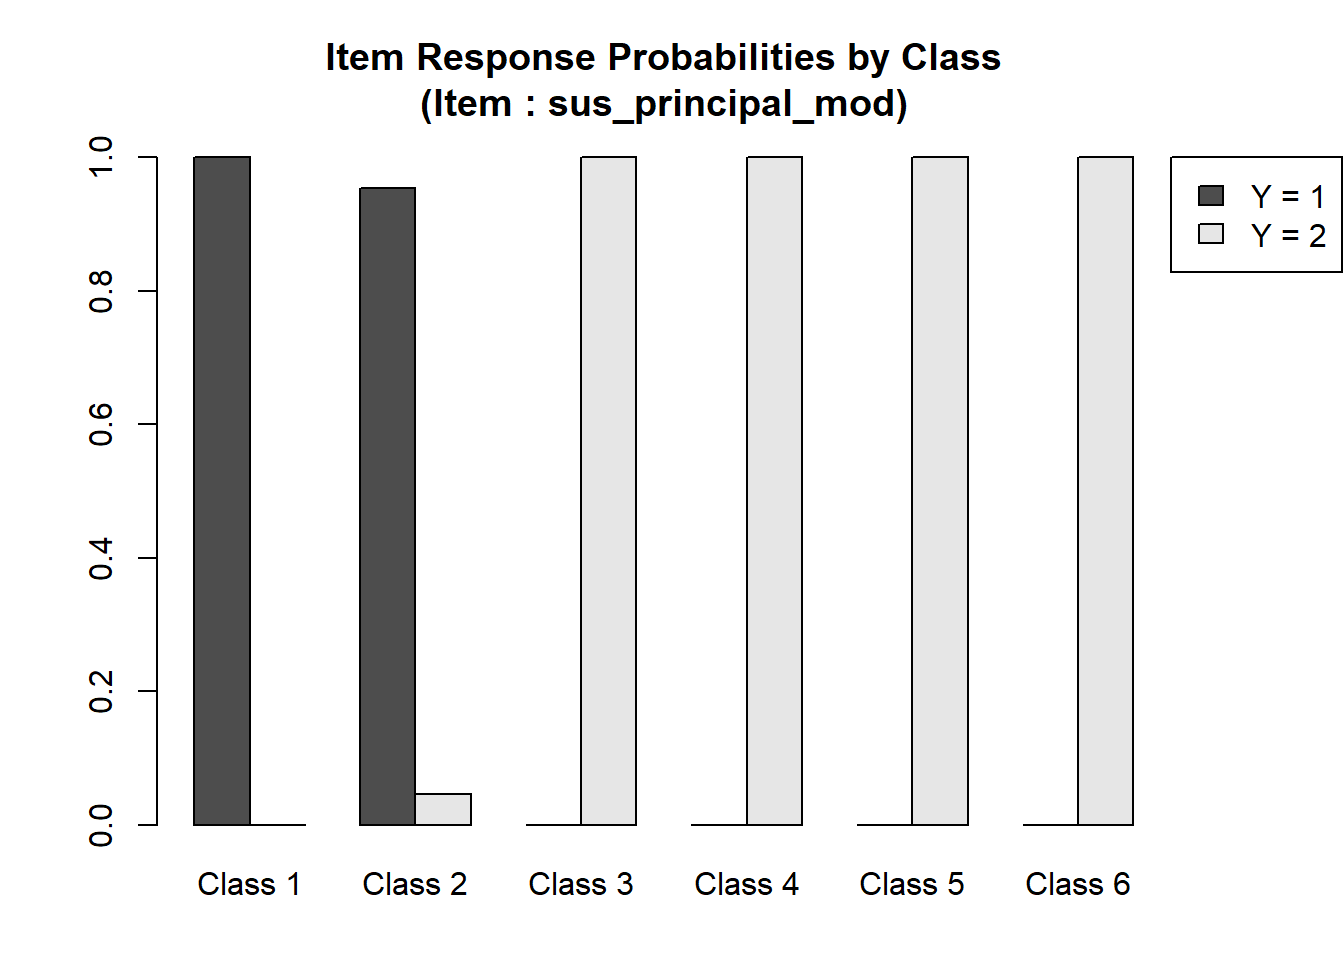 Item Response Probabilities by Class
(Item : sus_principal_mod)
1.0
0.8
0.6
0.4
0.2
0.0
Y = 1
Y = 2
Class 1
Class 2
Class 3
Class 4
Class 5
Class 6